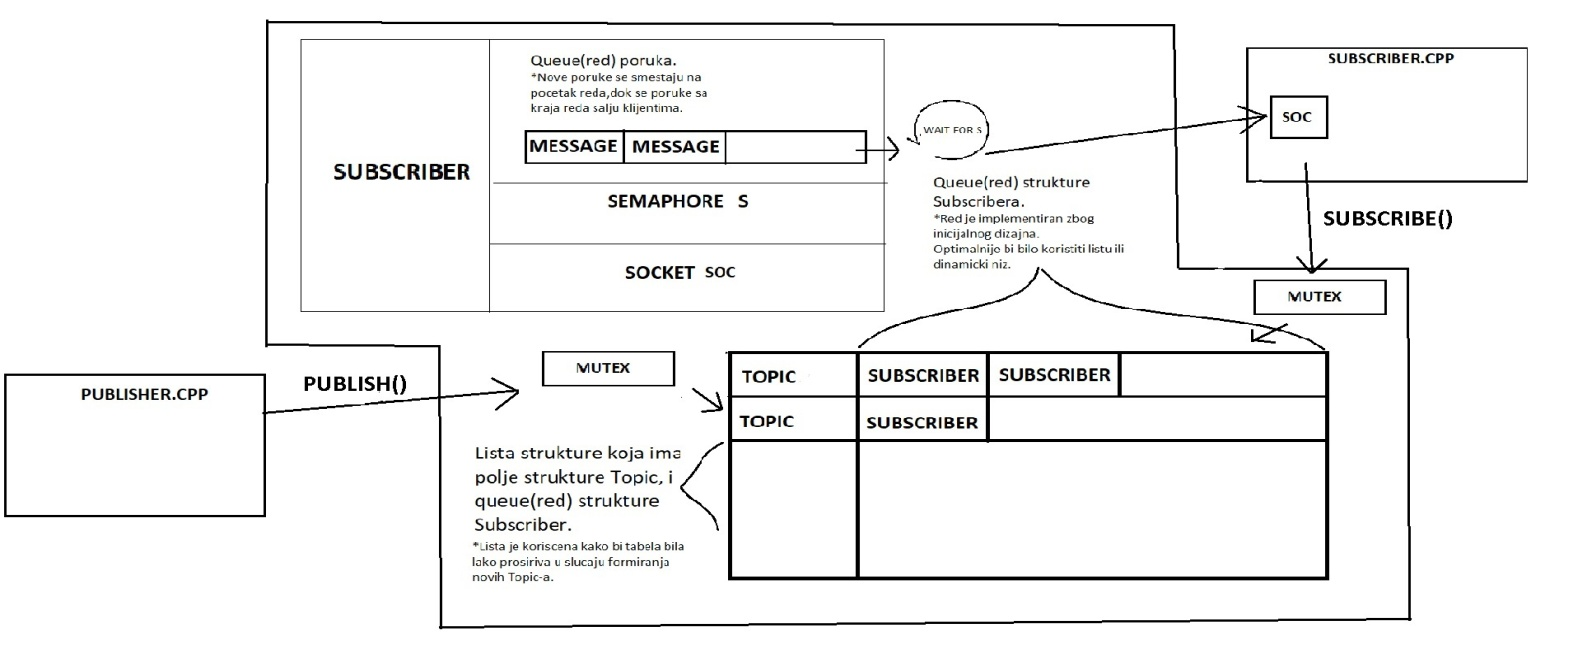 Queue(red) poruka.
*Nove poruke se smestaju na
pocetak reda,dok se poruke sa
kraja reda salju klijentima.
MESSAGE MESSAGE
SUBSCRIBER
SEMAPHORE S
SOCKET SOC
WAIT FOR S
Queue(red) strukture
Subscribera.
*Red je implementiran zbog
inicijalnog dizajna.
Optimalnije bi bilo koristiti listu ili
dinamicki niz.
SUBSCRIBER.CPP
SOC
SUBSCRIBE()
MUTEX
PUBLISHER.CPP
PUBLISH()
MUTEX
TOPIC SUBSCRIBER SUBSCRIBER
TOPIC SUBSCRIBER
Lista strukture koja ima
polje strukture Topic, i
queue(red) strukture
Subscriber.
*Lista je koriscena kako bi tabela bila
lako prosiriva u slucaju formiranja
novih Topic-a.